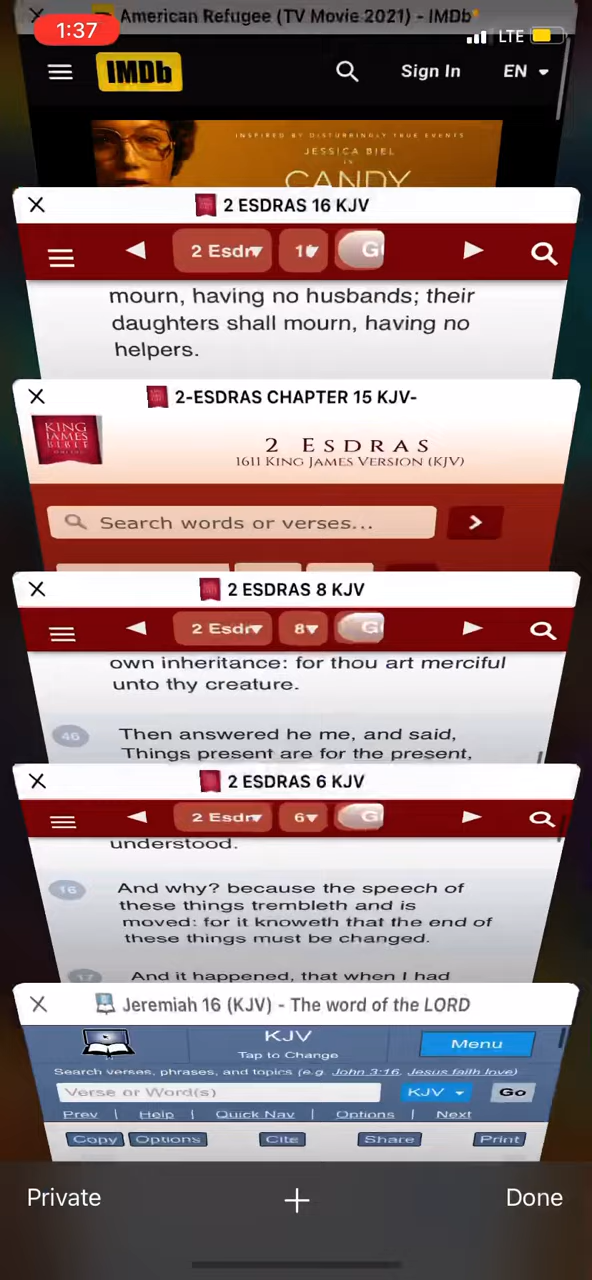 American Refugee (TV Movie 2021) - IMDb
1:37
LTE
IMDb
Sign In
EN
INSPIRED BY DISTURBINGLY TRUE EVENTS
JESSICA BIEL
IS
CANDY
2 ESDRAS 16 KJV
2 Esdr
16
G
mourn, having no husbands; their
daughters shall mourn, having no
helpers.
2-ESDRAS CHAPTER 15 KJV-
KING
JAMES
BIBLE
ONLINE
2 ESDRAS
1611 KING JAMES VERSION (KJV)
Search words or verses...
2 ESDRAS 8 KJV
2 Esdr
8
G
own inheritance: for thou art merciful
unto thy creature.
46
Then answered he me, and said,
Things present are for the present,
2 ESDRAS 6 KJV
2 Esdr
6
G
understood.
16
And why? because the speech of
these things trembleth and is
moved: for it knoweth that the end of
these things must be changed.
17
And it happened, that when I had
Jeremiah 16 (KJV) - The word of the LORD
KJV
Tap to Change
Menu
Search verses, phrases, and topics (e.g. John 3:16, Jesus faith love)
Verse or Word(s)
KJV
Go
Prev | Help | Quick Nav | Options | Next
Copy Options Cite Share Print
Private
+
Done